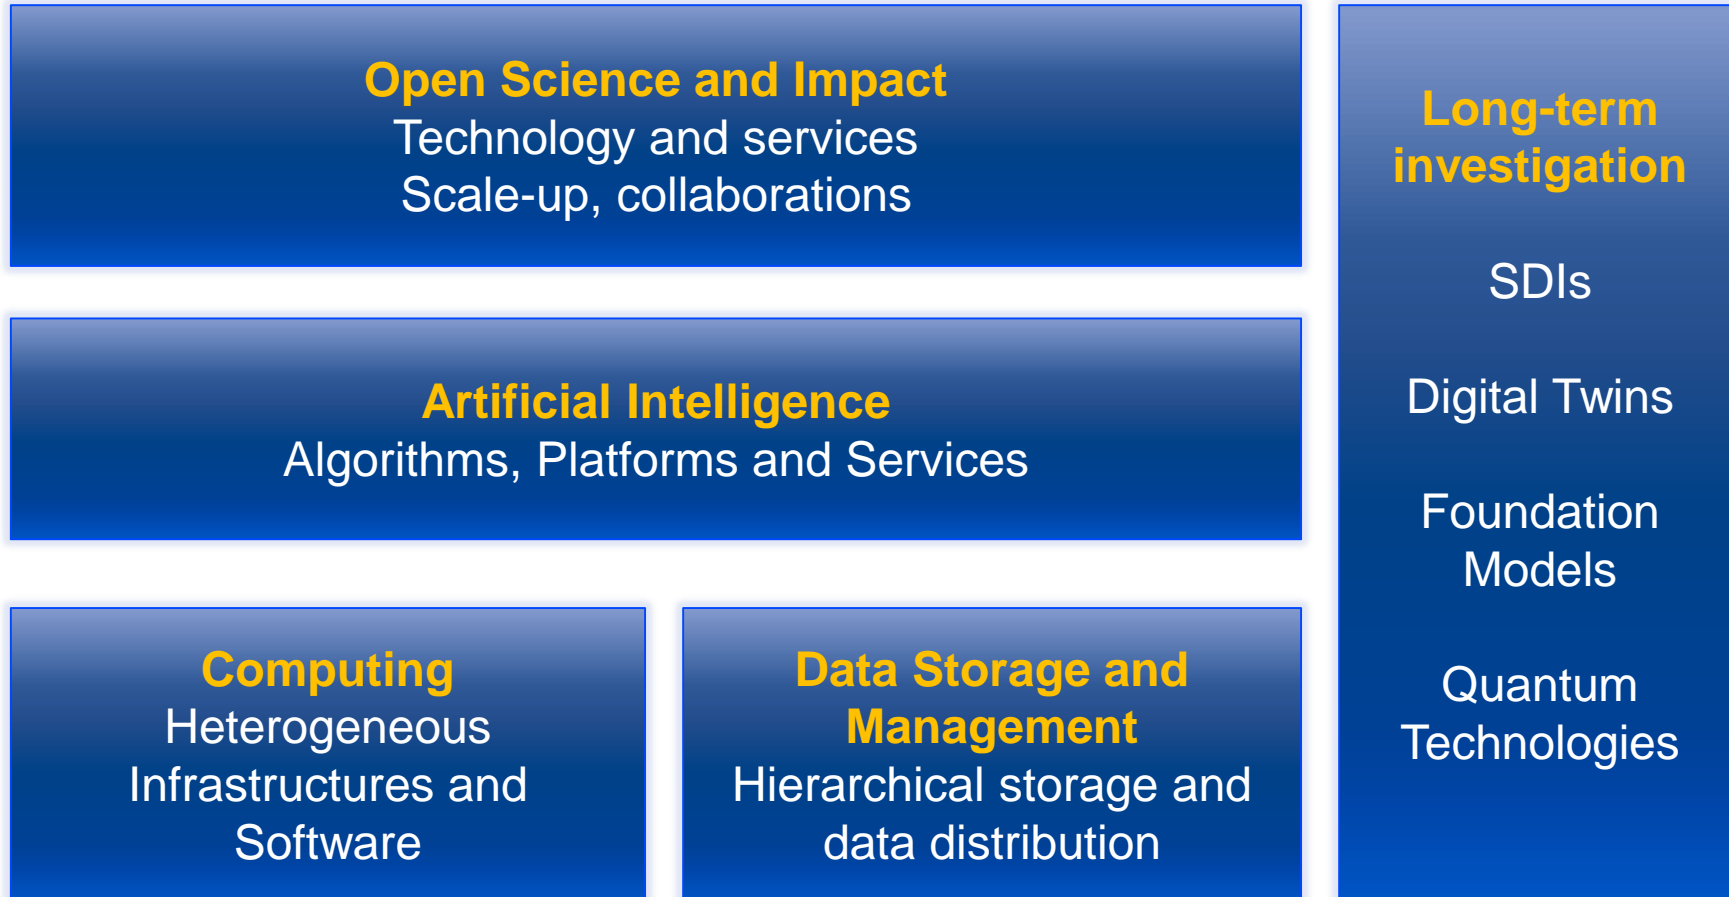 Open Science and Impact
Technology and services
Scale-up, collaborations
Artificial Intelligence
Algorithms, Platforms and Services
Computing
Heterogeneous
Infrastructures and
Software
Data Storage and
Management
Hierarchical storage and
data distribution
Long-term
investigation
SDIs
Digital Twins
Foundation
Models
Quantum
Technologies